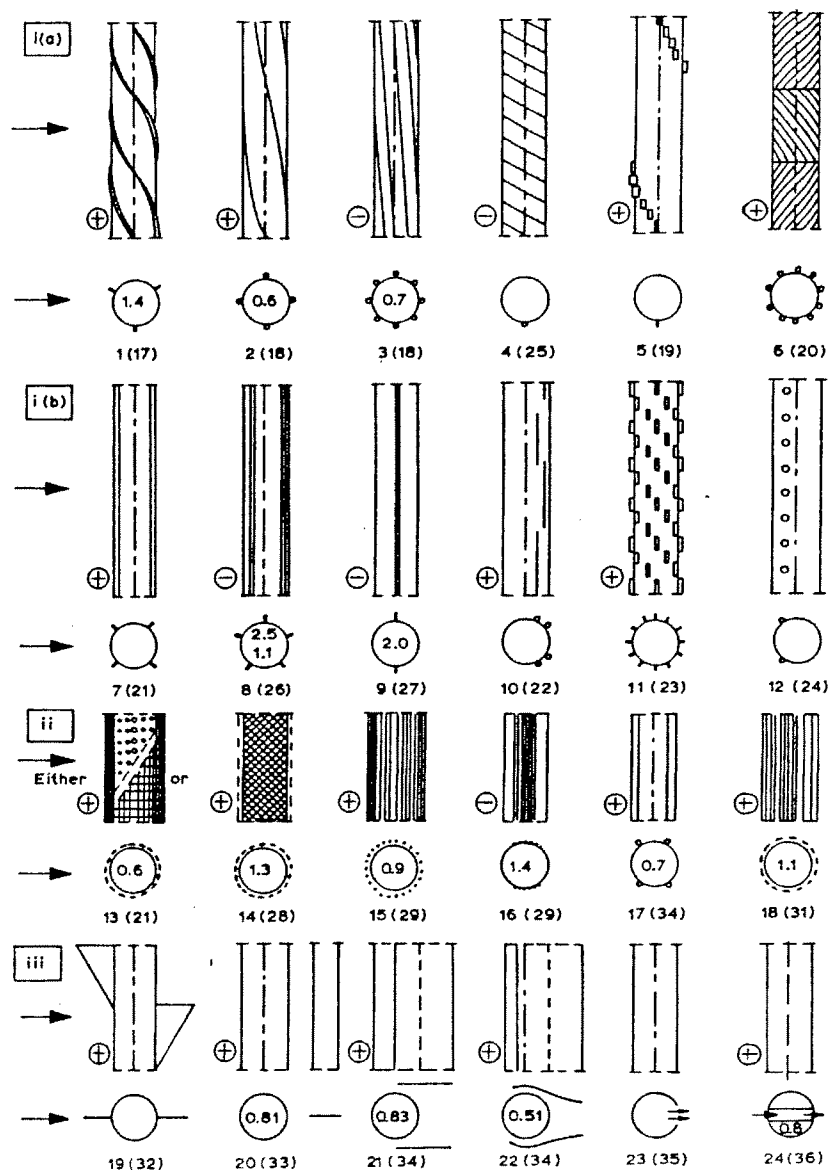 i(a)
+ + − − + +
1.4 0.6 0.7
1 (17) 2 (18) 3 (18) 4 (25) 5 (19) 6 (20)
i (b)
+ − − + + 
2.5 2.0
1.1
7 (21) 8 (26) 9 (27) 10 (22) 11 (23) 12 (24)
ii
Either or
+ + + − + +
0.6 1.3 0.9 1.4 0.7 1.1
13 (21) 14 (28) 15 (29) 16 (29) 17 (34) 18 (31)
iii
+ + + + +
0.81 0.83 0.51 0.8
19 (32) 20 (33) 21 (34) 22 (34) 23 (35) 24 (36)